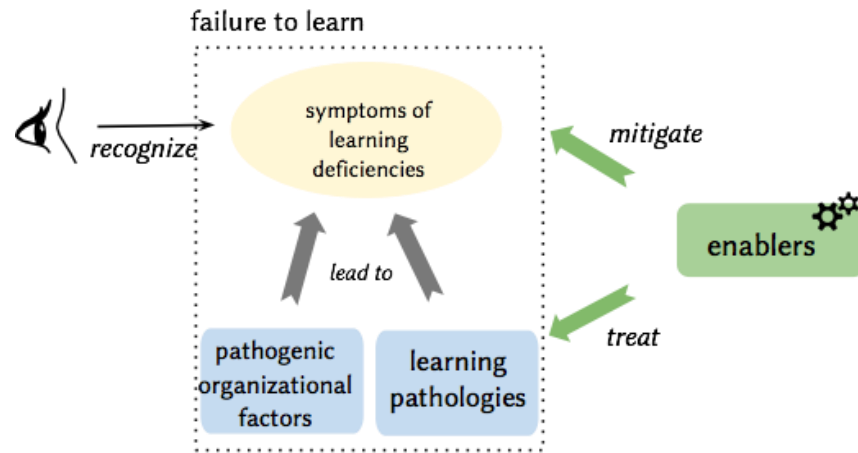 failure to learn
symptoms of
learning
deficiencies
recognize
mitigate
enablers
lead to
treat
pathogenic
organizational
factors
learning
pathologies